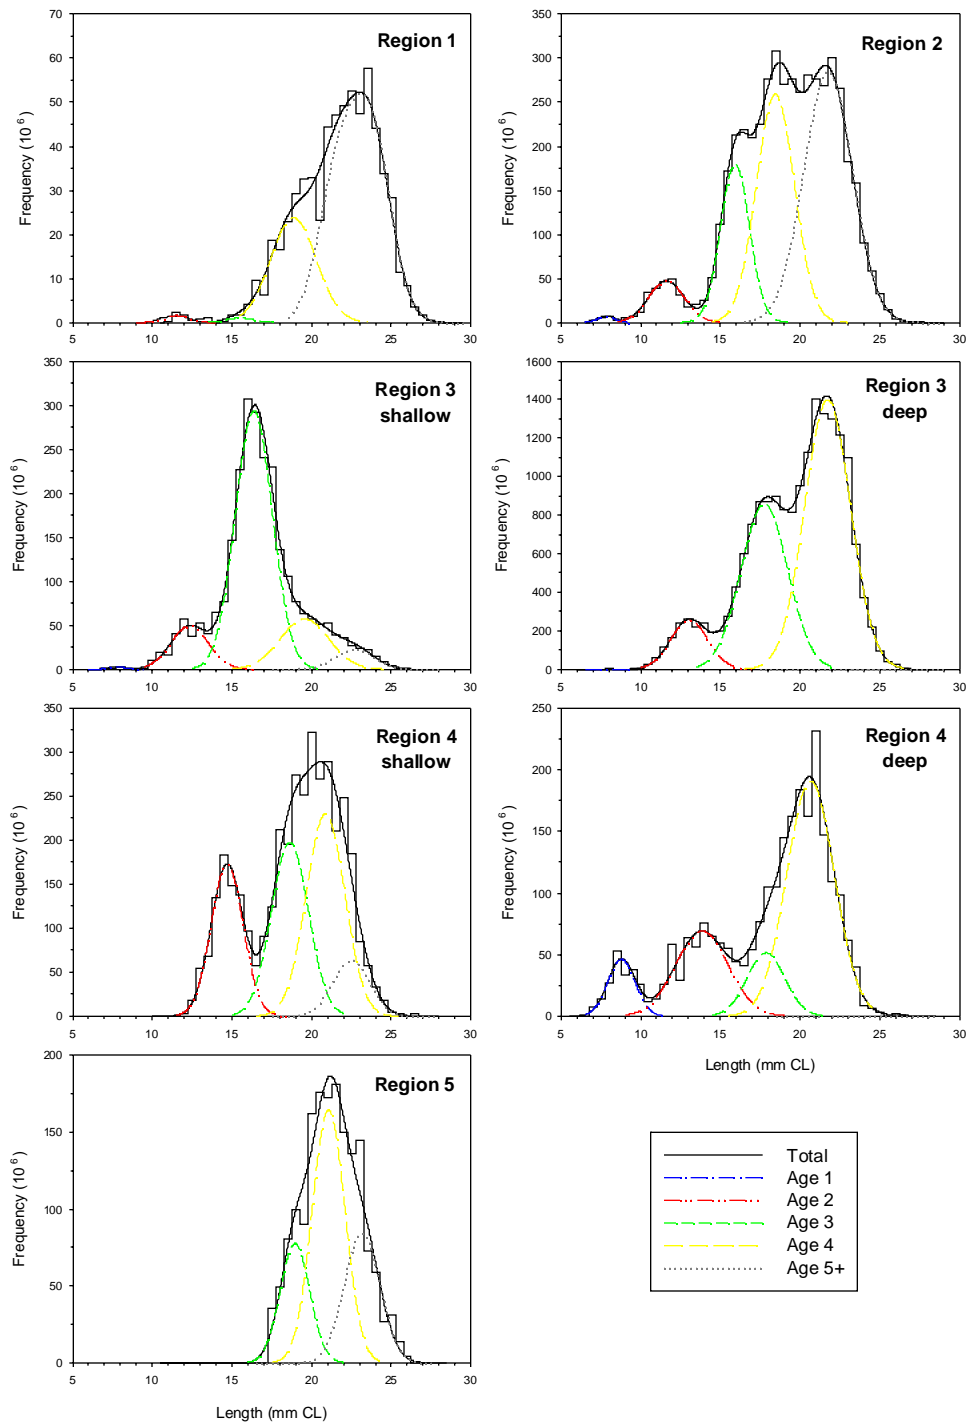 Region 1
Frequency (10^6)
70
60
50
40
30
20
10
0
5 10 15 20 25 30
Region 2
Frequency (10^6)
350
300
250
200
150
100
50
0
5 10 15 20 25 30
Region 3
shallow
Frequency (10^6)
350
300
250
200
150
100
50
0
5 10 15 20 25 30
Region 3
deep
Frequency (10^6)
1600
1400
1200
1000
800
600
400
200
0
5 10 15 20 25 30
Region 4
shallow
Frequency (10^6)
350
300
250
200
150
100
50
0
5 10 15 20 25 30
Region 4
deep
Frequency (10^6)
250
200
150
100
50
0
5 10 15 20 25 30
Length (mm CL)
Region 5
Frequency (10^6)
200
150
100
50
0
5 10 15 20 25 30
Length (mm CL)
Total
Age 1
Age 2
Age 3
Age 4
Age 5+